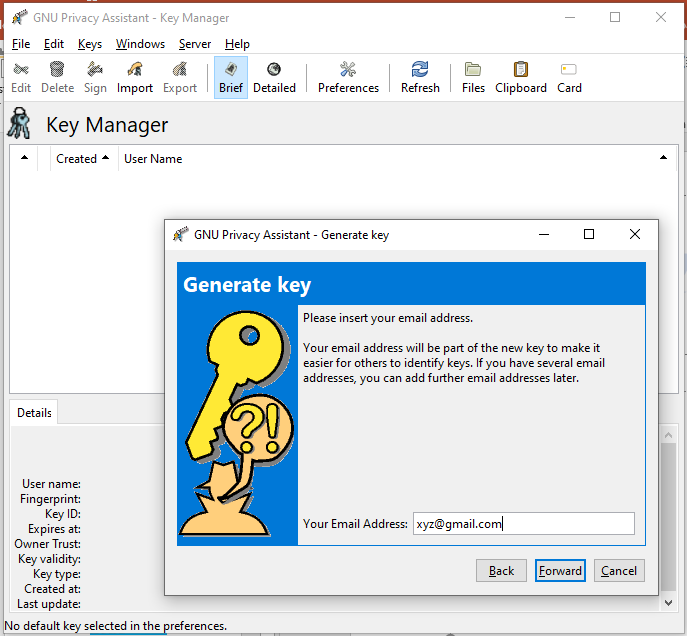 GNU Privacy Assistant - Key Manager
File Edit Keys Windows Server Help
Edit Delete Sign Import Export Brief Detailed Preferences Refresh Files Clipboard Card
Key Manager
Created User Name
GNU Privacy Assistant - Generate key
Generate key
Please insert your email address.
Your email address will be part of the new key to make it
easier for others to identify keys. If you have several email
addresses, you can add further email addresses later.
?!
Your Email Address: xyz@gmail.com
Back Forward Cancel
Details
User name:
Fingerprint:
Key ID:
Expires at:
Owner Trust:
Key validity:
Key type:
Created at:
Last update:
No default key selected in the preferences.